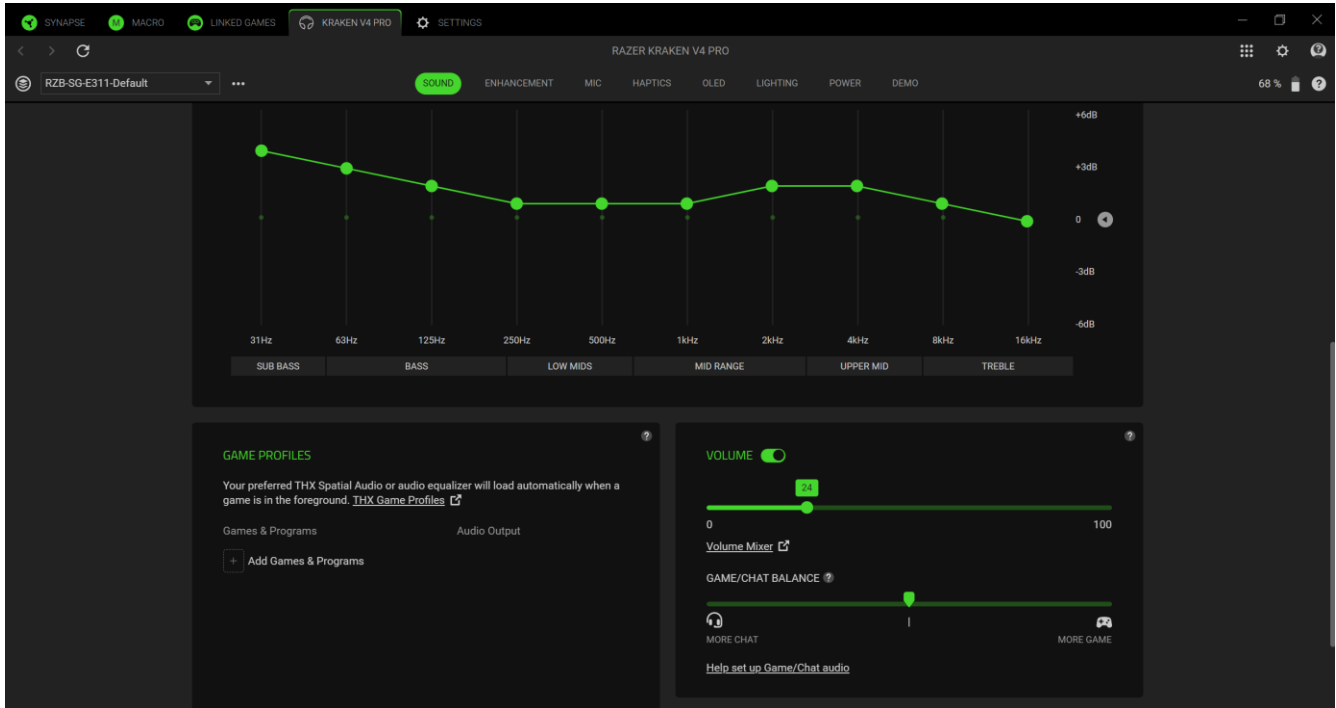 SYNAPSE M MACRO LINKED GAMES KRAKEN V4 PRO SETTINGS
RAZER KRAKEN V4 PRO
RZB-SG-E311-Default SOUND ENHANCEMENT MIC HAPTICS OLED LIGHTING POWER DEMO 68 % ?
+6dB
+3dB
0
-3dB
-6dB
31Hz 63Hz 125Hz 250Hz 500Hz 1kHz 2kHz 4kHz 8kHz 16kHz
SUB BASS BASS LOW MIDS MID RANGE UPPER MID TREBLE
?
GAME PROFILES
Your preferred THX Spatial Audio or audio equalizer will load automatically when a
game is in the foreground. THX Game Profiles
Games & Programs Audio Output
+ Add Games & Programs
?
VOLUME
24
0 100
Volume Mixer
GAME/CHAT BALANCE ?
MORE CHAT MORE GAME
Help set up Game/Chat audio